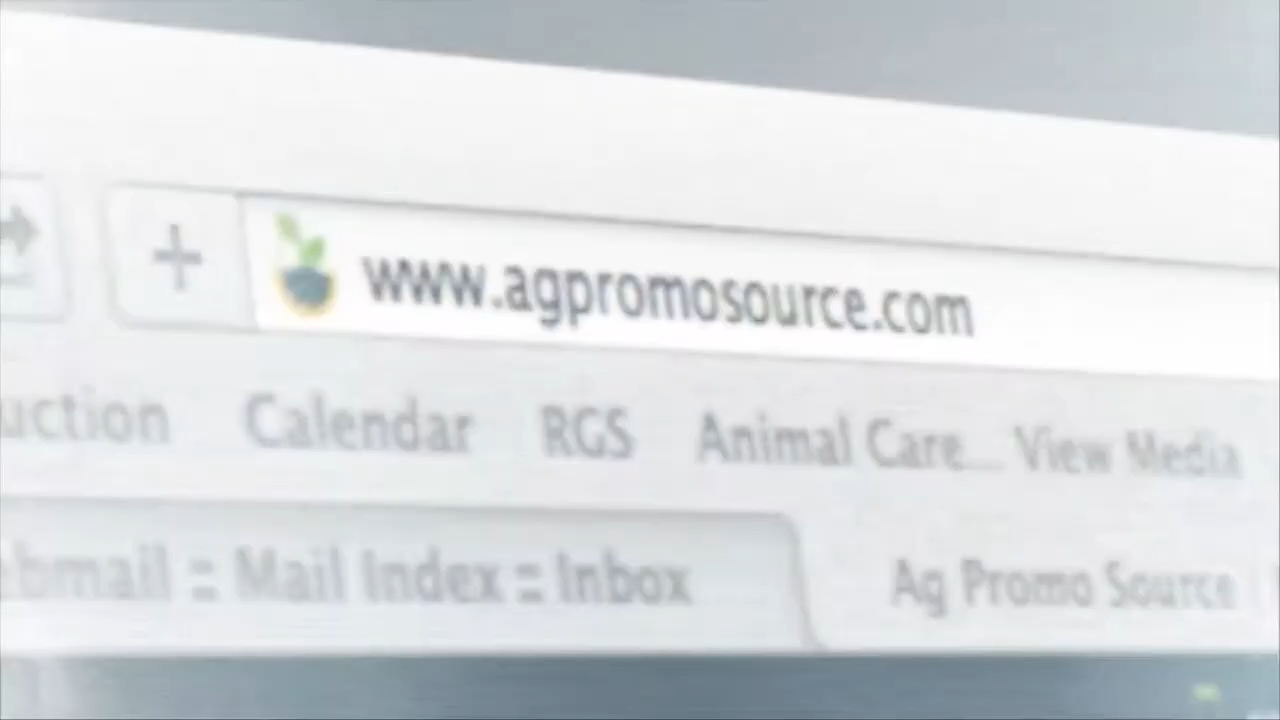 www.agpromosource.com
uction Calendar RGS Animal Care... View Media
ebmail :: Mail Index :: Inbox Ag Promo Source